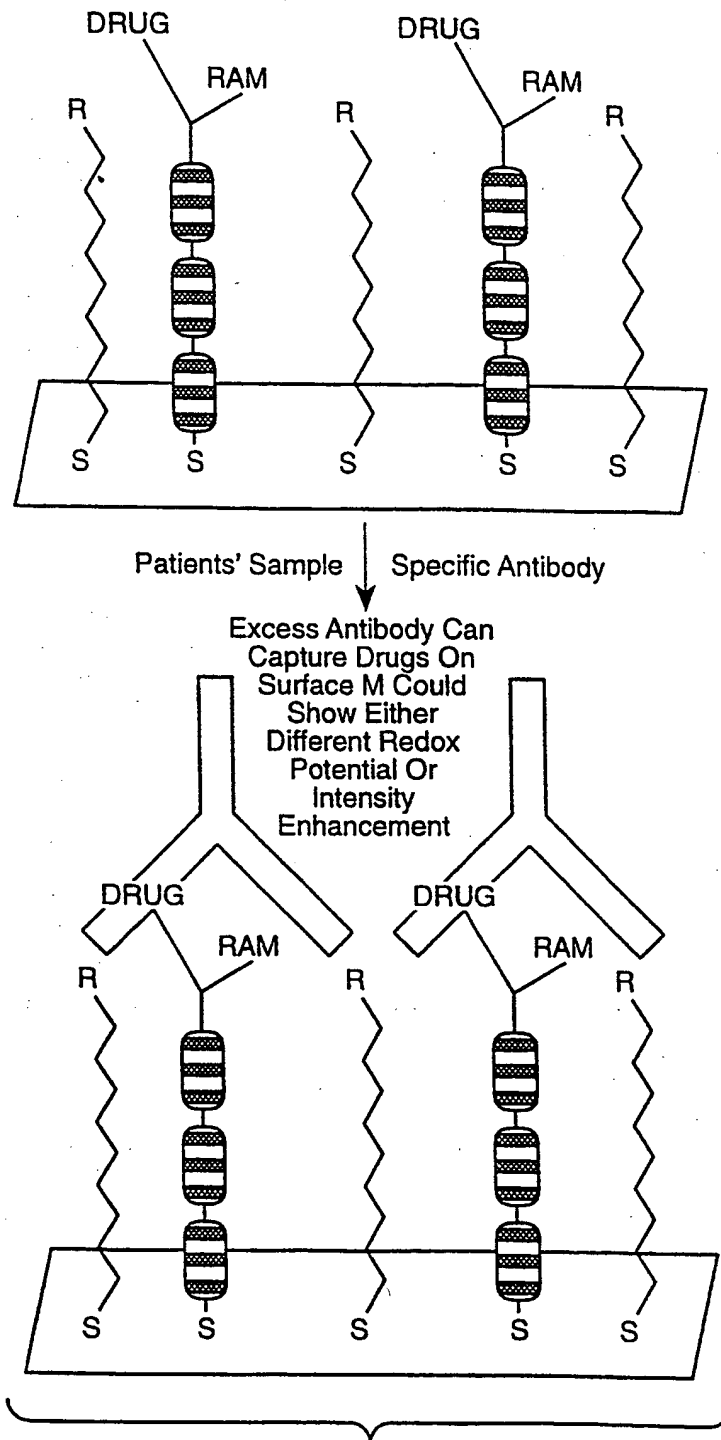 DRUG DRUG
RAM RAM
R R R
S S S S S
Patients' Sample Specific Antibody
Excess Antibody Can
Capture Drugs On
Surface M Could
Show Either
Different Redox
Potential Or
Intensity
Enhancement
DRUG DRUG
RAM RAM
R R R
S S S S S